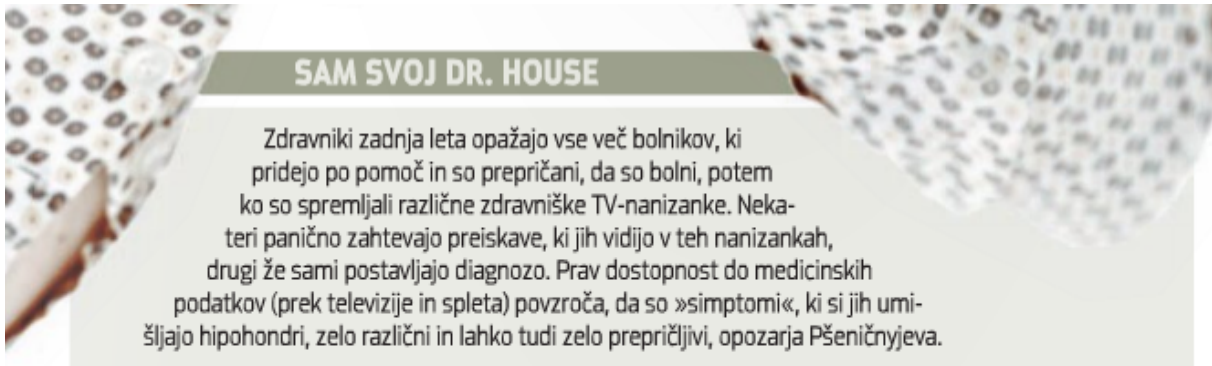 SAM SVOJ DR. HOUSE
Zdravniki zadnja leta opažajo vse več bolnikov, ki
pridejo po pomoč in so prepričani, da so bolni, potem
ko so spremljali različne zdravniške TV-nanizanke. Neka-
teri panično zahtevajo preiskave, ki jih vidijo v teh nanizankah,
drugi že sami postavljajo diagnozo. Prav dostopnost do medicinskih
podatkov (prek televizije in spleta) povzroča, da so »simptomi«, ki si jih umi-
šljajo hipohondri, zelo različni in lahko tudi zelo prepričljivi, opozarja Pšeničnyjeva.